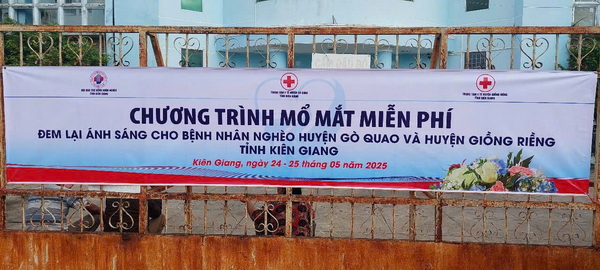 CHƯƠNG TRÌNH MỔ MẮT MIỄN PHÍ
ĐEM LẠI ÁNH SÁNG CHO BỆNH NHÂN NGHÈO HUYỆN GÒ QUAO VÀ HUYỆN GIỒNG RIỀNG
TỈNH KIÊN GIANG
Kiên Giang, ngày 24 - 25 tháng 05 năm 2025